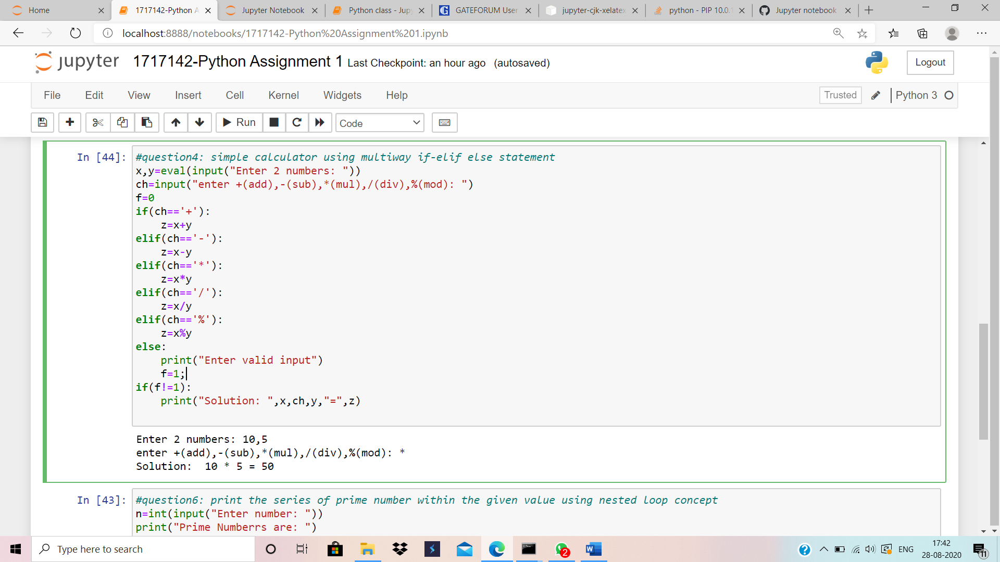 Home
1717142-Python A
Jupyter Notebook
Python class - Jupy
GATEFORUM User
jupyter-cjk-xelatex
python - PIP 10.0.1
Jupyter notebook
localhost:8888/notebooks/1717142-Python%20Assignment%201.ipynb
jupyter 1717142-Python Assignment 1 Last Checkpoint: an hour ago (autosaved)
Logout
File Edit View Insert Cell Kernel Widgets Help
Trusted
Python 3
Run
Code
In [44]:
#question4: simple calculator using multiway if-elif else statement
x,y=eval(input("Enter 2 numbers: "))
ch=input("enter +(add),-(sub),*(mul),/(div),%(mod): ")
f=0
if(ch=='+'):
    z=x+y
elif(ch=='-'):
    z=x-y
elif(ch=='*'):
    z=x*y
elif(ch=='/'):
    z=x/y
elif(ch=='%'):
    z=x%y
else:
    print("Enter valid input")
    f=1;
if(f!=1):
    print("Solution: ",x,ch,y,"=",z)
Enter 2 numbers: 10,5
enter +(add),-(sub),*(mul),/(div),%(mod): *
Solution:  10 * 5 = 50
In [43]:
#question6: print the series of prime number within the given value using nested loop concept
n=int(input("Enter number: "))
print("Prime Numberrs are: ")
Type here to search
2
ENG
17:42
28-08-2020
11